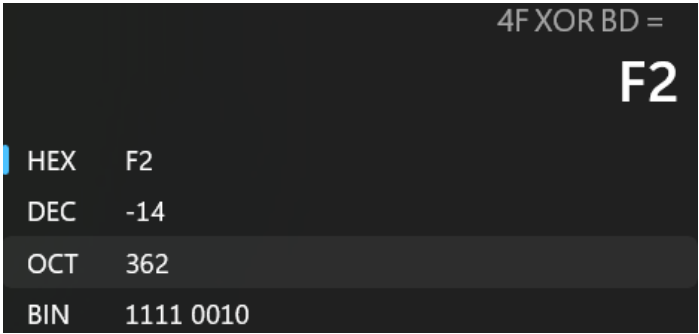 4F XOR BD =
F2
HEX F2
DEC -14
OCT 362
BIN 1111 0010